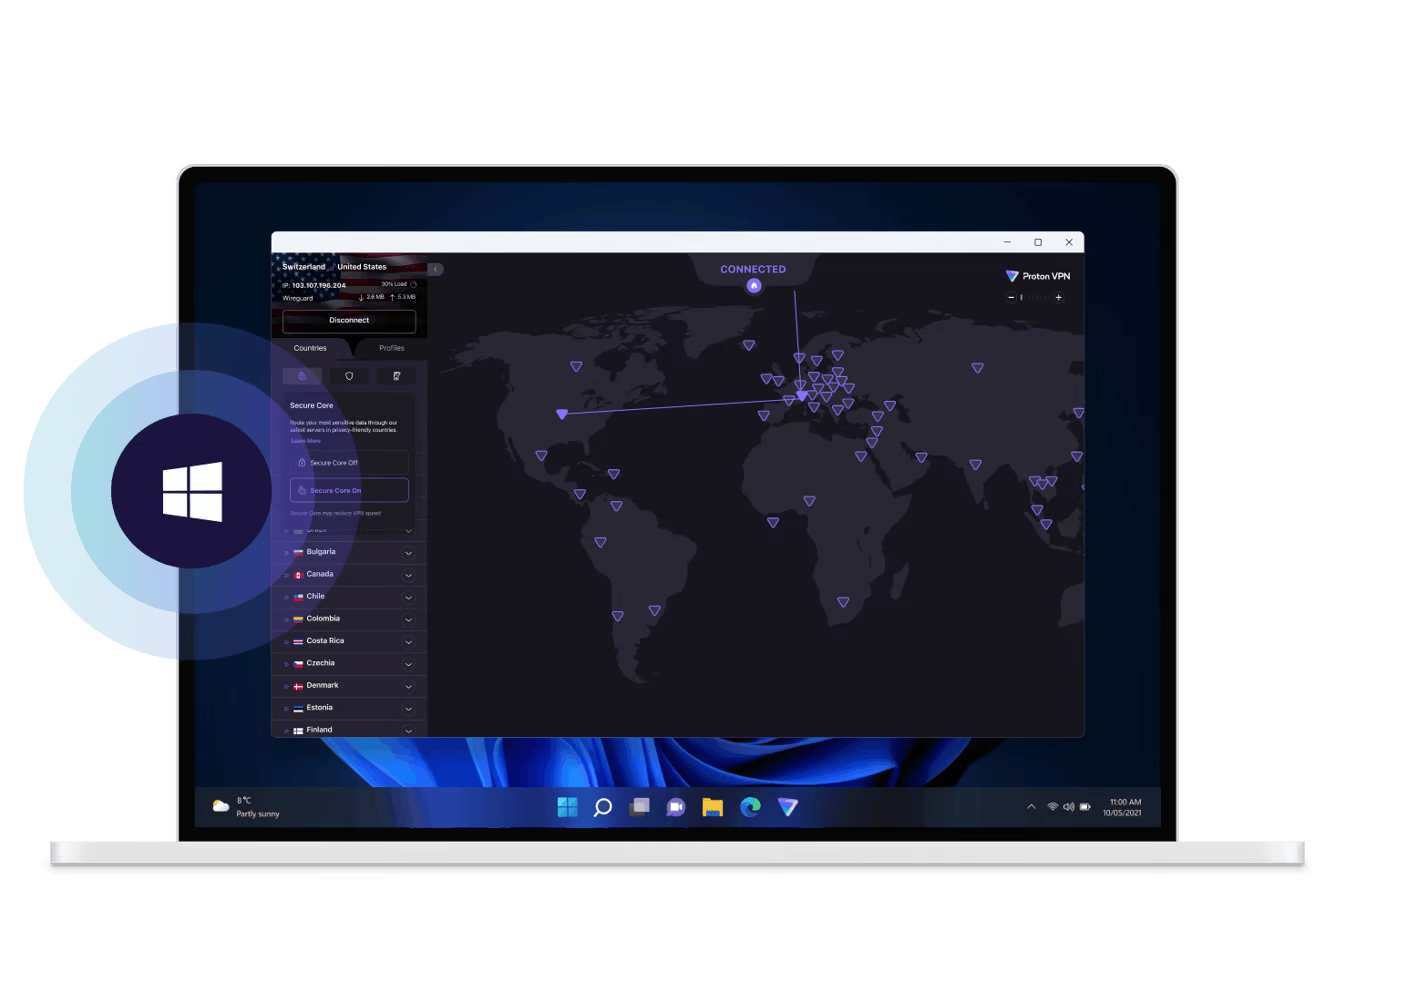 Switzerland » United States
IP: 103.107.196.204
30% Load
Wireguard
↓ 2.6 MB ↑ 5.3 MB
Disconnect
Countries
Profiles
Secure Core
Route your most sensitive data through our
safest servers in privacy-friendly countries.
Learn More
Secure Core Off
Secure Core On
Secure Core may reduce VPN speed
Brazil
Bulgaria
Canada
Chile
Colombia
Costa Rica
Czechia
Denmark
Estonia
Finland
CONNECTED
Proton VPN
8°C
Partly sunny
11:00 AM
10/05/2021